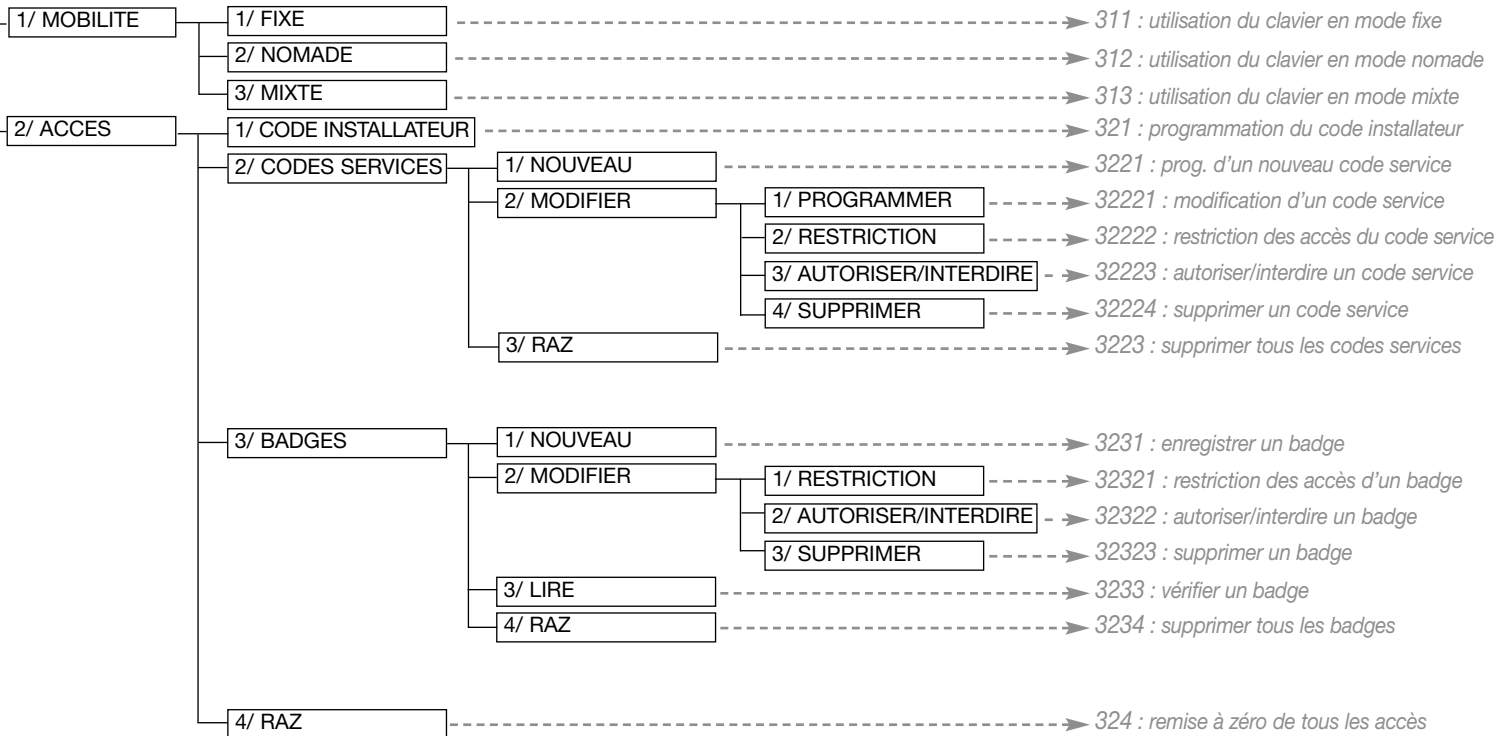 1/ MOBILITE
1/ FIXE
311 : utilisation du clavier en mode fixe
2/ NOMADE
312 : utilisation du clavier en mode nomade
3/ MIXTE
313 : utilisation du clavier en mode mixte
2/ ACCES
1/ CODE INSTALLATEUR
321 : programmation du code installateur
2/ CODES SERVICES
1/ NOUVEAU
3221 : prog. d'un nouveau code service
2/ MODIFIER
1/ PROGRAMMER
32221 : modification d'un code service
2/ RESTRICTION
32222 : restriction des accès du code service
3/ AUTORISER/INTERDIRE
32223 : autoriser/interdire un code service
4/ SUPPRIMER
32224 : supprimer un code service
3/ RAZ
3223 : supprimer tous les codes services
3/ BADGES
1/ NOUVEAU
3231 : enregistrer un badge
2/ MODIFIER
1/ RESTRICTION
32321 : restriction des accès d'un badge
2/ AUTORISER/INTERDIRE
32322 : autoriser/interdire un badge
3/ SUPPRIMER
32323 : supprimer un badge
3/ LIRE
3233 : vérifier un badge
4/ RAZ
3234 : supprimer tous les badges
4/ RAZ
324 : remise à zéro de tous les accès